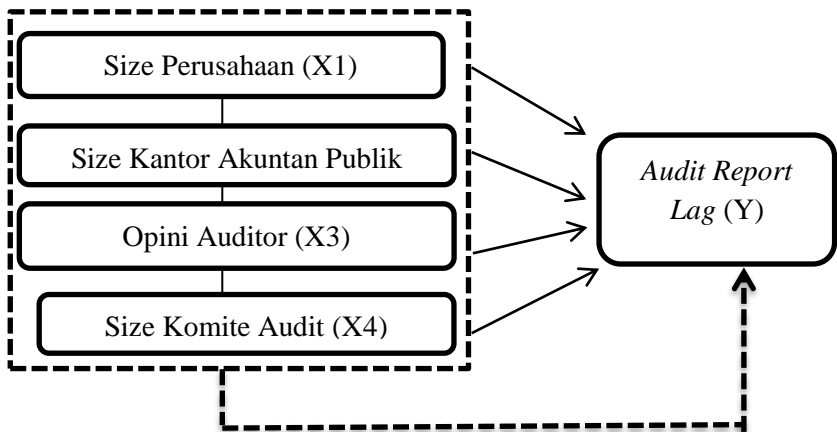 Size Perusahaan (X1)
Size Kantor Akuntan Publik
Opini Auditor (X3)
Size Komite Audit (X4)
Audit Report
Lag (Y)